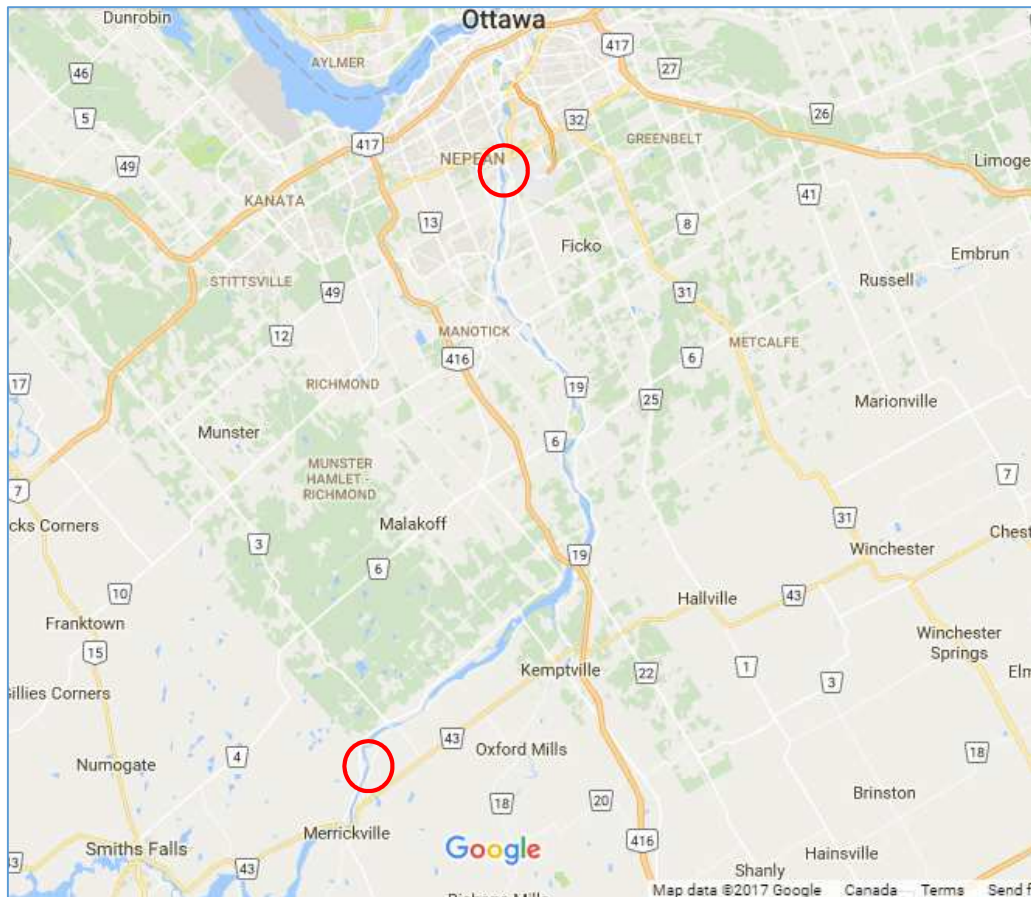 Dunrobin
Ottawa
417
AYLMER
27
46
5
26
32
417
GREENBELT
NEPEAN
Limoge
49
41
KANATA
13
8
Ficko
Embrun
STITTSVILLE
Russell
49
31
MANOTICK
12
METCALFE
416
6
RICHMOND
17
19
25
Marionville
Munster
6
MUNSTER
HAMLET -
RICHMOND
7
7
Malakoff
31
cks Corners
Chest
3
Winchester
19
6
10
Hallville
43
Franktown
Winchester
Springs
15
Kemptville
1
22
3
Elm
Gillies Corners
43
Oxford Mills
18
4
Numogate
Brinston
18
20
Merrickville
416
Smiths Falls
Google
Hainsville
43
43
Shanly
Map data ©2017 Google Canada Terms Send f